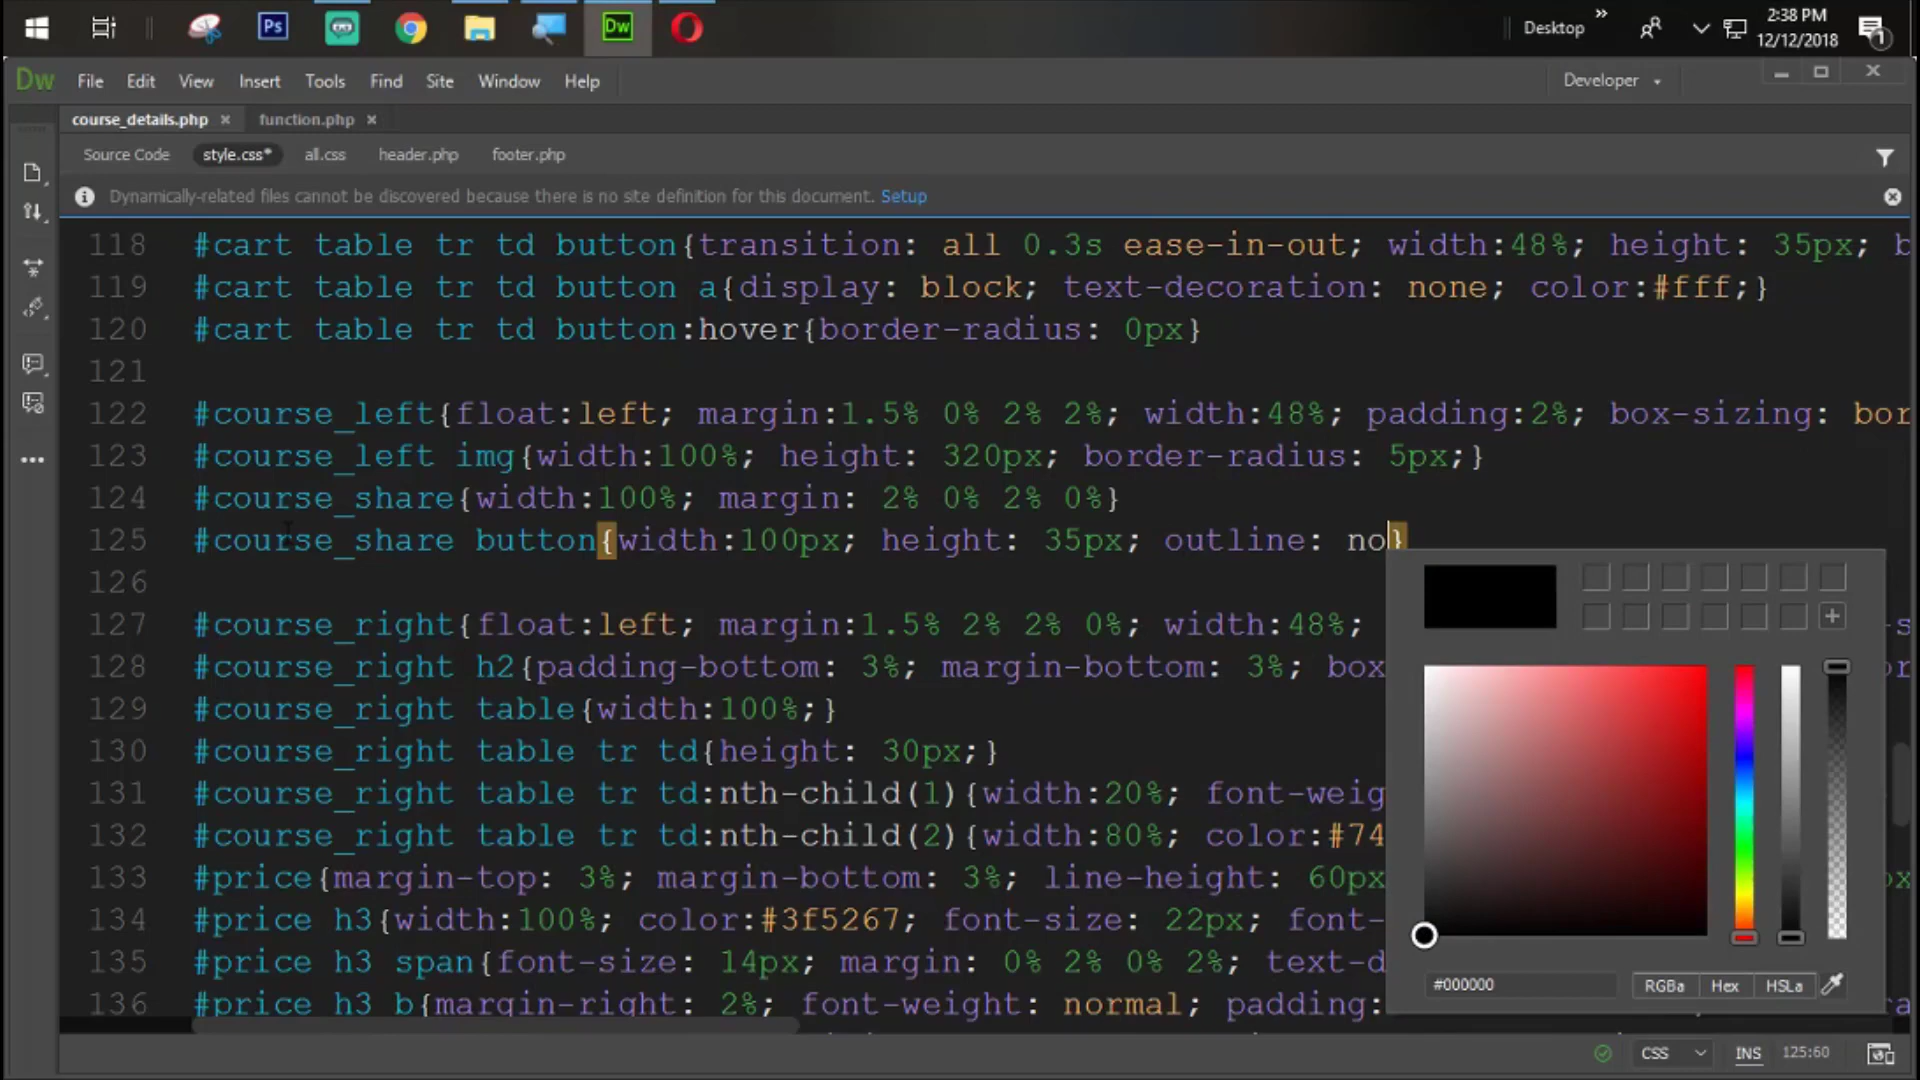 Ps
Dw
Desktop
»
2:38 PM
12/12/2018
1
Dw File Edit View Insert Tools Find Site Window Help
Developer
course_details.php × function.php ×
Source Code style.css* all.css header.php footer.php
Dynamically-related files cannot be discovered because there is no site definition for this document. Setup
118 #cart table tr td button{transition: all 0.3s ease-in-out; width:48%; height: 35px; b
119 #cart table tr td button a{display: block; text-decoration: none; color:#fff;}
120 #cart table tr td button:hover{border-radius: 0px}
121
122 #course_left{float:left; margin:1.5% 0% 2% 2%; width:48%; padding:2%; box-sizing: bor
123 #course_left img{width:100%; height: 320px; border-radius: 5px;}
124 #course_share{width:100%; margin: 2% 0% 2% 0%}
125 #course_share button{width:100px; height: 35px; outline: no}
126
127 #course_right{float:left; margin:1.5% 2% 2% 0%; width:48%;
128 #course_right h2{padding-bottom: 3%; margin-bottom: 3%; box
129 #course_right table{width:100%;}
130 #course_right table tr td{height: 30px;}
131 #course_right table tr td:nth-child(1){width:20%; font-weig
132 #course_right table tr td:nth-child(2){width:80%; color:#74
133 #price{margin-top: 3%; margin-bottom: 3%; line-height: 60px
134 #price h3{width:100%; color:#3f5267; font-size: 22px; font-
135 #price h3 span{font-size: 14px; margin: 0% 2% 0% 2%; text-d
136 #price h3 b{margin-right: 2%; font-weight: normal; padding:
+
#000000 RGBa Hex HSLa
CSS INS 125:60